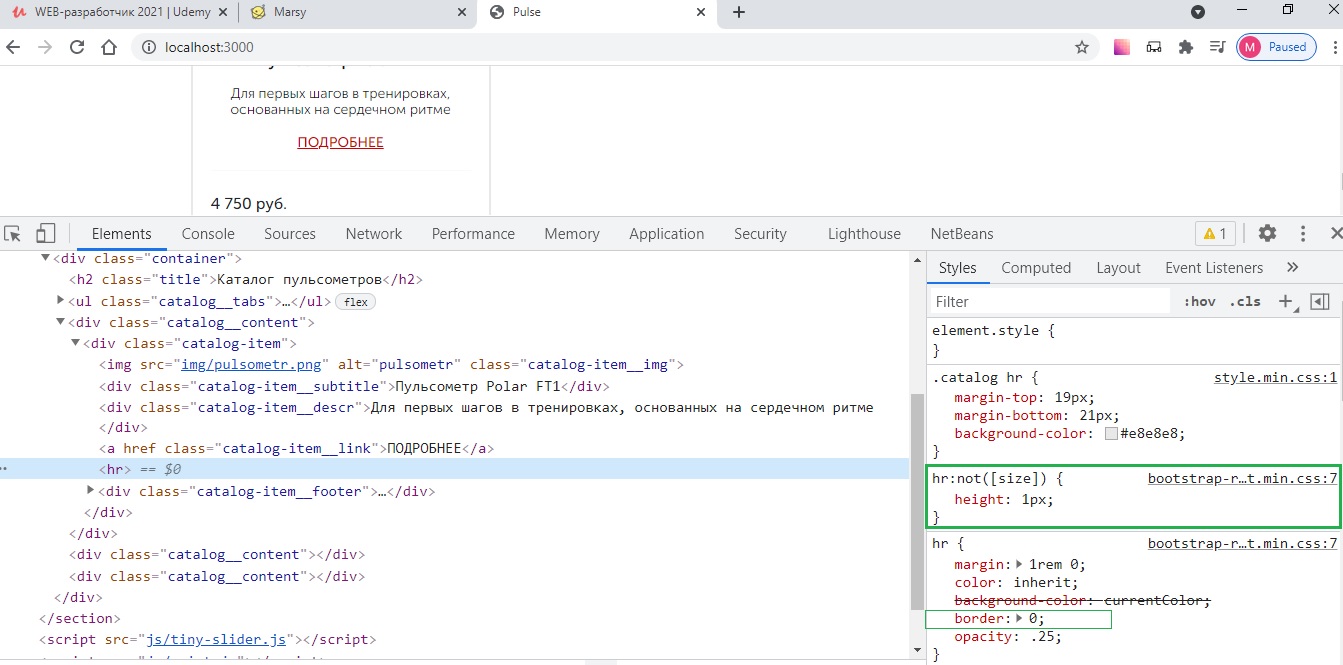 WEB-разработчик 2021 | Udemy
Marsy
Pulse
localhost:3000
M Paused
Для первых шагов в тренировках,
основанных на сердечном ритме
ПОДРОБНЕЕ
4 750 руб.
Elements Console Sources Network Performance Memory Application Security Lighthouse NetBeans 1
<div class="container">
<h2 class="title">Каталог пульсометров</h2>
<ul class="catalog__tabs">…</ul> flex
<div class="catalog__content">
<div class="catalog-item">
<img src="img/pulsometr.png" alt="pulsometr" class="catalog-item__img">
<div class="catalog-item__subtitle">Пульсометр Polar FT1</div>
<div class="catalog-item__descr">Для первых шагов в тренировках, основанных на сердечном ритме
</div>
<a href class="catalog-item__link">ПОДРОБНЕЕ</a>
<hr> == $0
<div class="catalog-item__footer">…</div>
</div>
</div>
<div class="catalog__content"></div>
<div class="catalog__content"></div>
</div>
</section>
<script src="js/tiny-slider.js"></script>
Styles Computed Layout Event Listeners »
Filter :hov .cls +
element.style {
}
.catalog hr { style.min.css:1
margin-top: 19px;
margin-bottom: 21px;
background-color: #e8e8e8;
}
hr:not([size]) { bootstrap-r…t.min.css:7
height: 1px;
}
hr { bootstrap-r…t.min.css:7
margin: 1rem 0;
color: inherit;
background-color: currentColor;
border: 0;
opacity: .25;
}